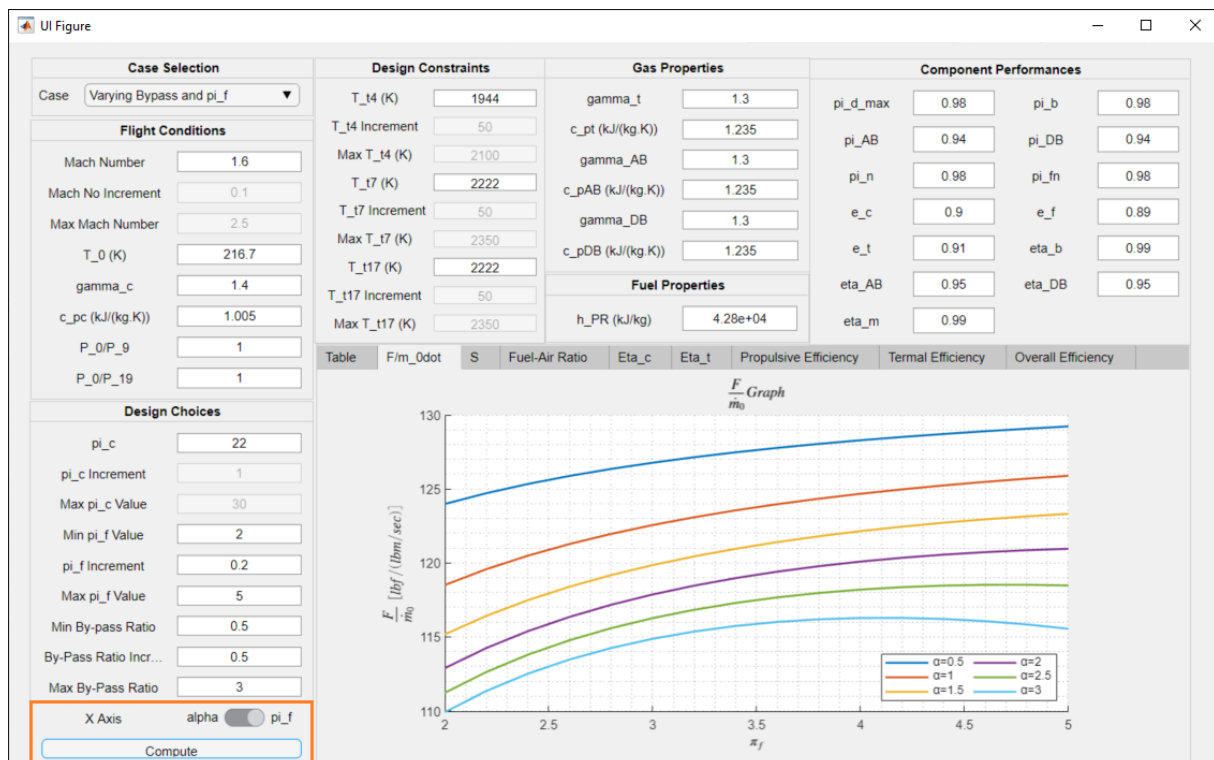 UI Figure
Case Selection
Case Varying Bypass and pi_f
Flight Conditions
Mach Number 1.6
Mach No Increment 0.1
Max Mach Number 2.5
T_0 (K) 216.7
gamma_c 1.4
c_pc (kJ/(kg.K)) 1.005
P_0/P_9 1
P_0/P_19 1
Design Choices
pi_c 22
pi_c Increment 1
Max pi_c Value 30
Min pi_f Value 2
pi_f Increment 0.2
Max pi_f Value 5
Min By-pass Ratio 0.5
By-Pass Ratio Incr... 0.5
Max By-Pass Ratio 3
X Axis alpha pi_f
Compute
Design Constraints
T_t4 (K) 1944
T_t4 Increment 50
Max T_t4 (K) 2100
T_t7 (K) 2222
T_t7 Increment 50
Max T_t7 (K) 2350
T_t17 (K) 2222
T_t17 Increment 50
Max T_t17 (K) 2350
Gas Properties
gamma_t 1.3
c_pt (kJ/(kg.K)) 1.235
gamma_AB 1.3
c_pAB (kJ/(kg.K)) 1.235
gamma_DB 1.3
c_pDB (kJ/(kg.K)) 1.235
Fuel Properties
h_PR (kJ/kg) 4.28e+04
Component Performances
pi_d_max 0.98 pi_b 0.98
pi_AB 0.94 pi_DB 0.94
pi_n 0.98 pi_fn 0.98
e_c 0.9 e_f 0.89
e_t 0.91 eta_b 0.99
eta_AB 0.95 eta_DB 0.95
eta_m 0.99
Table F/m_0dot S Fuel-Air Ratio Eta_c Eta_t Propulsive Efficiency Termal Efficiency Overall Efficiency
F/ṁ0 Graph
F/ṁ0 [lbf/(lbm/sec)]
130
125
120
115
110
2 2.5 3 3.5 4 4.5 5
π_f
α=0.5 α=2
α=1 α=2.5
α=1.5 α=3